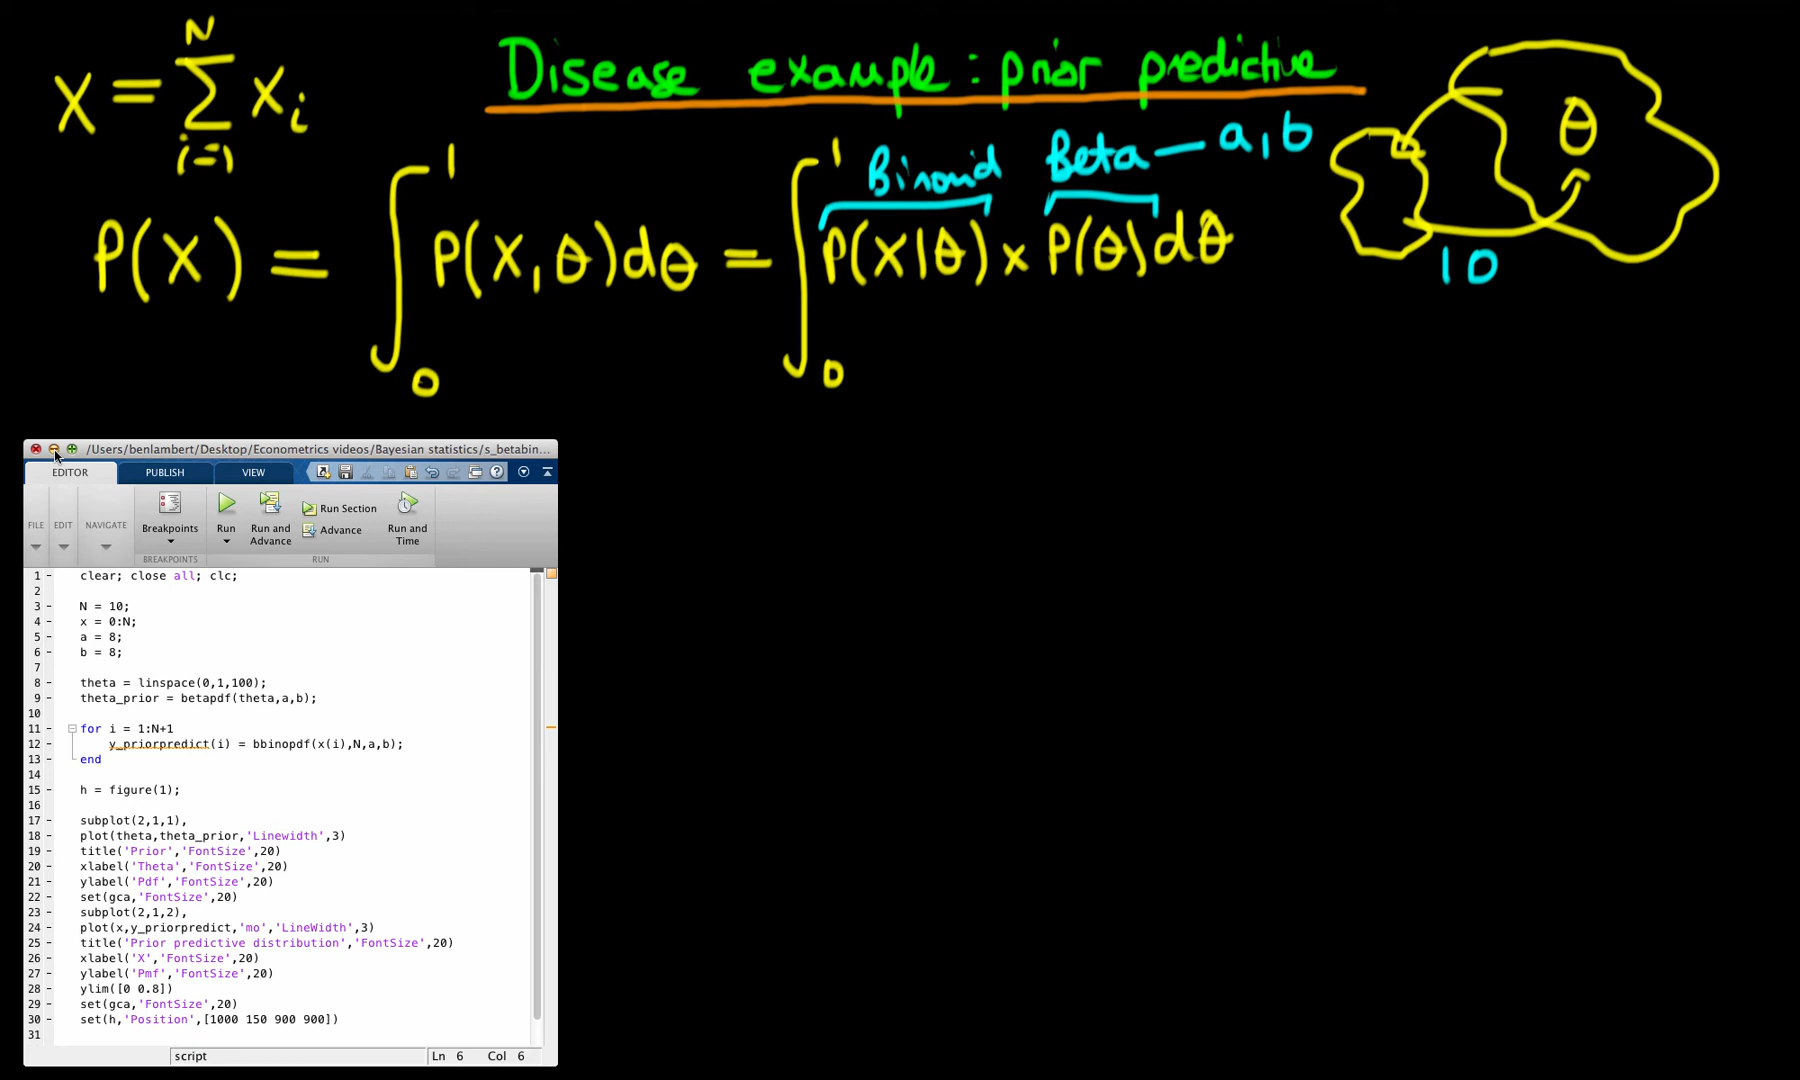 Disease example: prior predictive
X = N Σ i=1 xi
Binomial Beta — a,b
θ
P(X) = ∫ 1 0 P(X,θ)dθ = ∫ 1 0 P(X|θ) x P(θ)dθ
10
/Users/benlambert/Desktop/Econometrics videos/Bayesian statistics/s_betabin...
EDITOR PUBLISH VIEW
FILE EDIT NAVIGATE Breakpoints Run Run and Advance Run Section Advance Run and Time
BREAKPOINTS RUN
1 - clear; close all; clc;
2
3 - N = 10;
4 - x = 0:N;
5 - a = 8;
6 - b = 8;
7
8 - theta = linspace(0,1,100);
9 - theta_prior = betapdf(theta,a,b);
10
11 - for i = 1:N+1
12 - y_priorpredict(i) = bbinopdf(x(i),N,a,b);
13 - end
14
15 - h = figure(1);
16
17 - subplot(2,1,1),
18 - plot(theta,theta_prior,'Linewidth',3)
19 - title('Prior','FontSize',20)
20 - xlabel('Theta','FontSize',20)
21 - ylabel('Pdf','FontSize',20)
22 - set(gca,'FontSize',20)
23 - subplot(2,1,2),
24 - plot(x,y_priorpredict,'mo','LineWidth',3)
25 - title('Prior predictive distribution','FontSize',20)
26 - xlabel('X','FontSize',20)
27 - ylabel('Pmf','FontSize',20)
28 - ylim([0 0.8])
29 - set(gca,'FontSize',20)
30 - set(h,'Position',[1000 150 900 900])
31
script Ln 6 Col 6